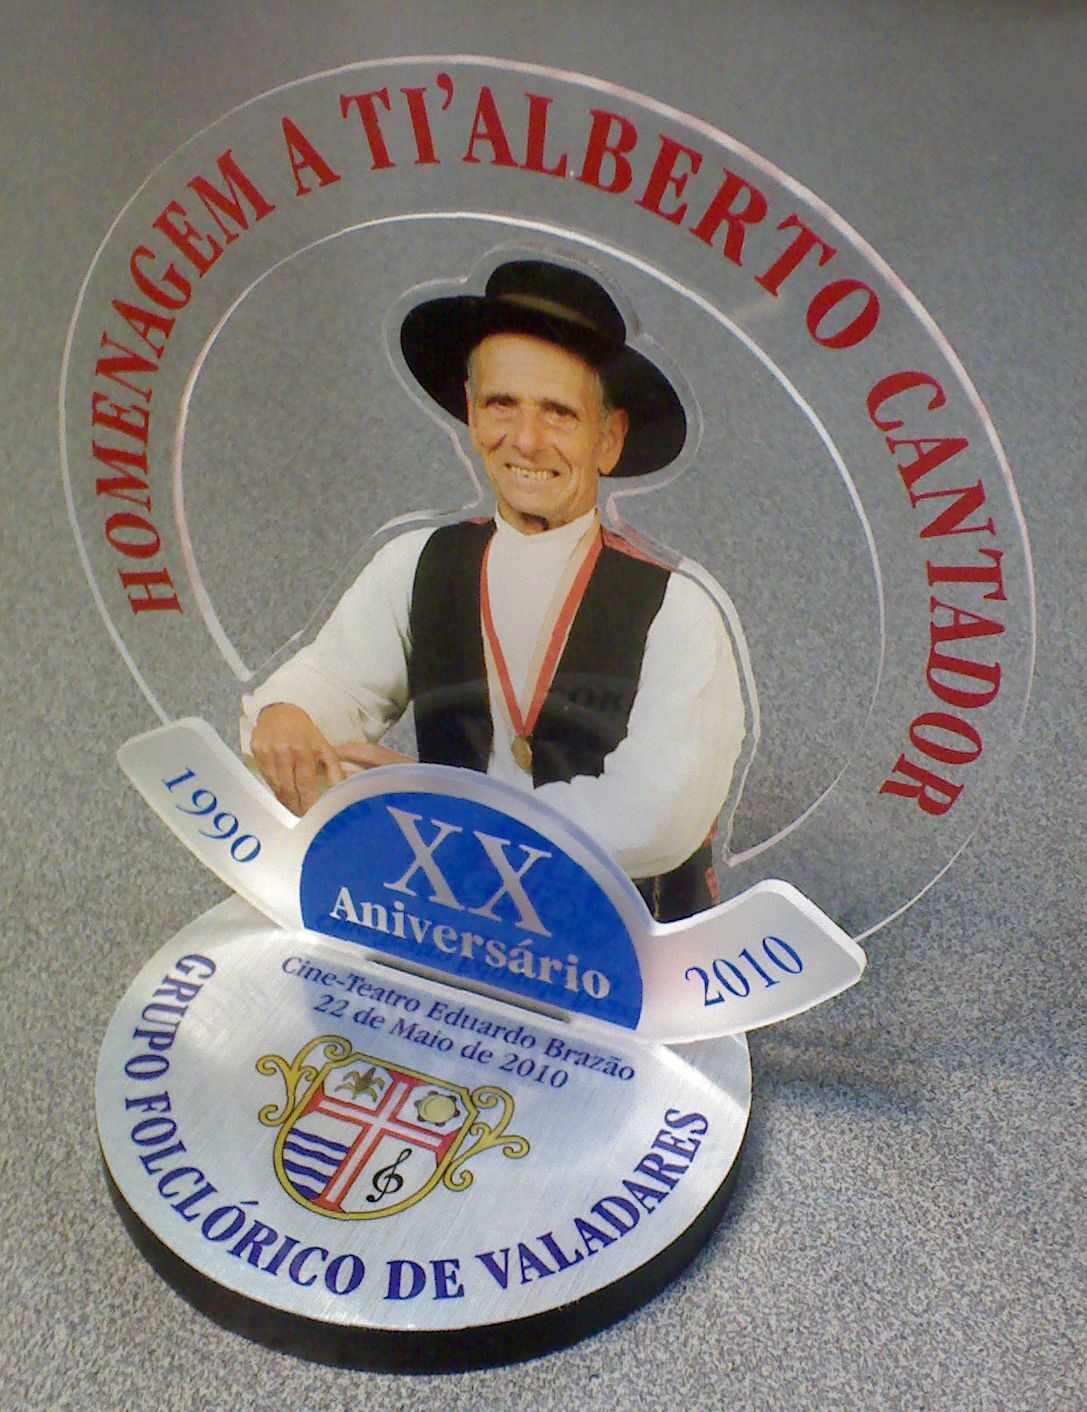 HOMENAGEM A TI'ALBERTO CANTADOR
1990
XX
Aniversário
2010
Cine-Teatro Eduardo Brazão
22 de Maio de 2010
GRUPO FOLCLÓRICO DE VALADARES